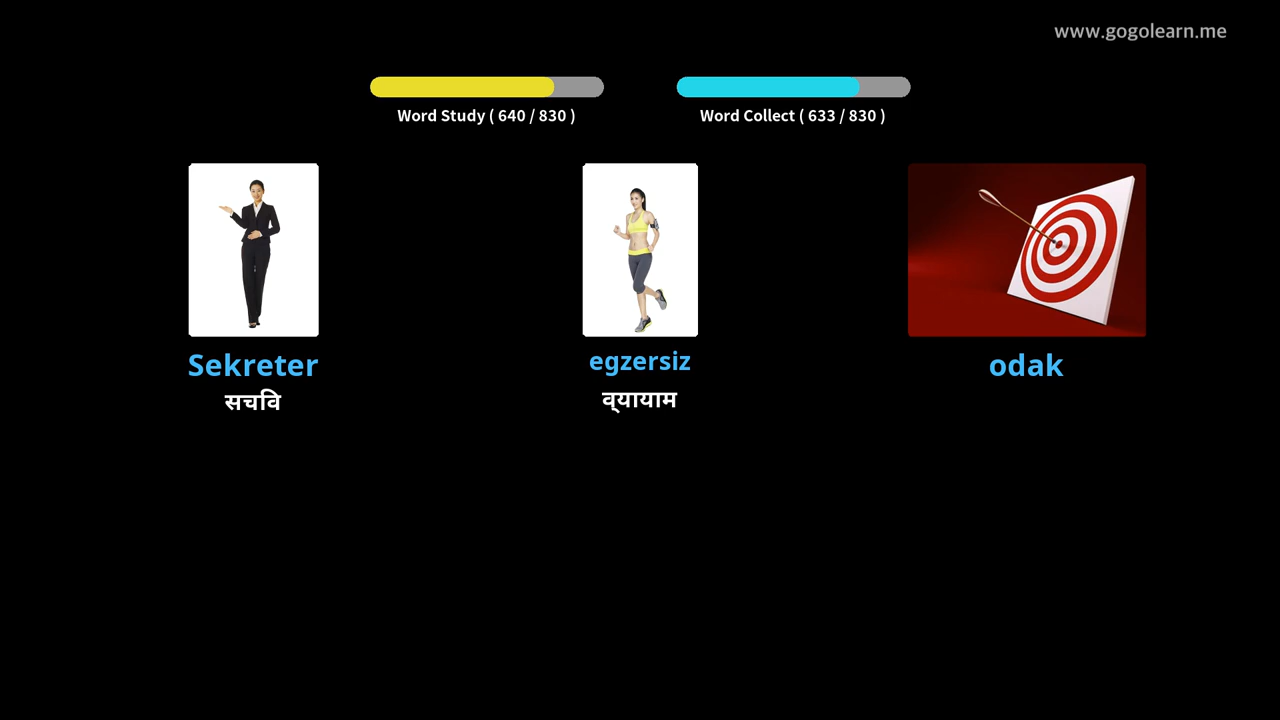 www.gogolearn.me
Word Study ( 640 / 830 )
Word Collect ( 633 / 830 )
Sekreter
सचिव
egzersiz
व्यायाम
odak